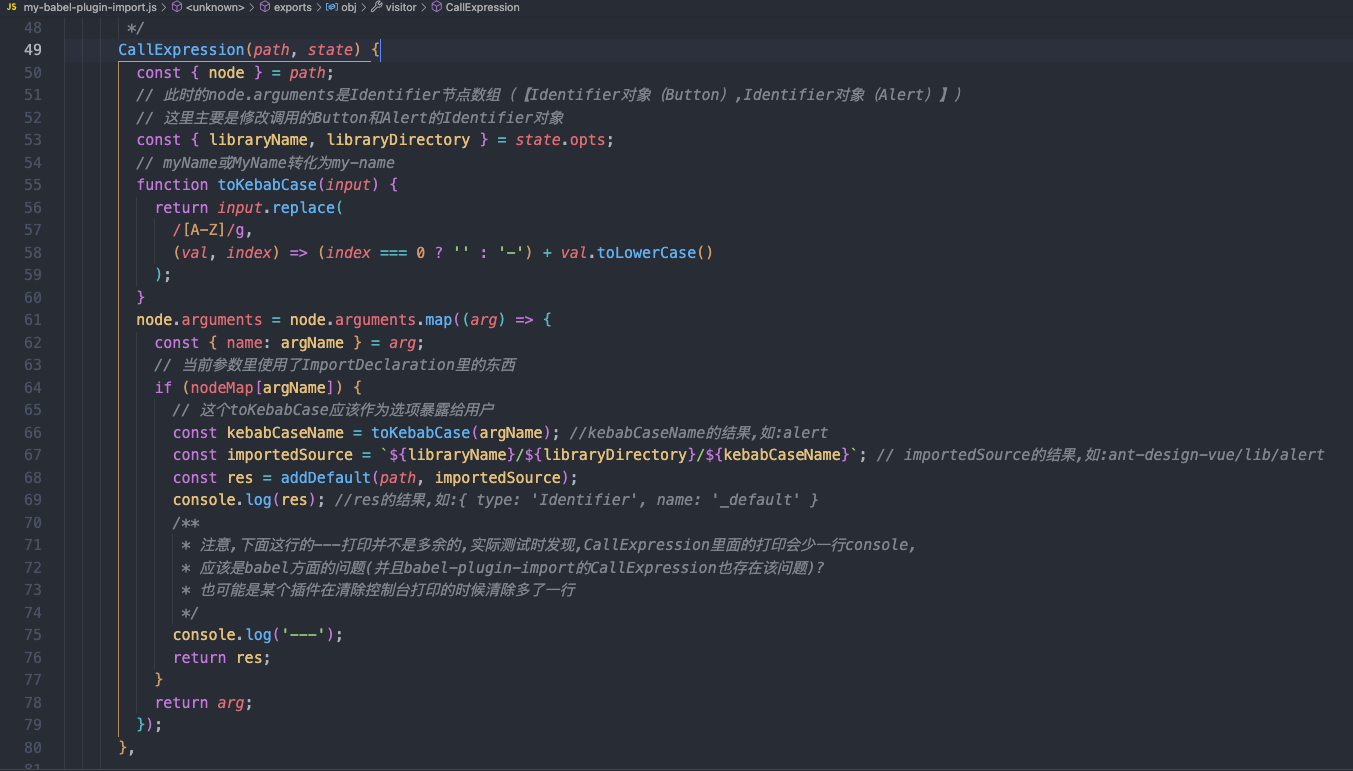 JS my-babel-plugin-import.js > <unknown> > exports > obj > visitor > CallExpression
48 */
49 CallExpression(path, state) {
50 const { node } = path;
51 // 此时的node.arguments是Identifier节点数组（【Identifier对象（Button）,Identifier对象（Alert）】）
52 // 这里主要是修改调用的Button和Alert的Identifier对象
53 const { libraryName, libraryDirectory } = state.opts;
54 // myName或MyName转化为my-name
55 function toKebabCase(input) {
56 return input.replace(
57 /[A-Z]/g,
58 (val, index) => (index === 0 ? '' : '-') + val.toLowerCase()
59 );
60 }
61 node.arguments = node.arguments.map((arg) => {
62 const { name: argName } = arg;
63 // 当前参数里使用了ImportDeclaration里的东西
64 if (nodeMap[argName]) {
65 // 这个toKebabCase应该作为选项暴露给用户
66 const kebabCaseName = toKebabCase(argName); //kebabCaseName的结果,如:alert
67 const importedSource = `${libraryName}/${libraryDirectory}/${kebabCaseName}`; // importedSource的结果,如:ant-design-vue/lib/alert
68 const res = addDefault(path, importedSource);
69 console.log(res); //res的结果,如:{ type: 'Identifier', name: '_default' }
70 /**
71 * 注意,下面这行的---打印并不是多余的,实际测试时发现,CallExpression里面的打印会少一行console,
72 * 应该是babel方面的问题(并且babel-plugin-import的CallExpression也存在该问题)?
73 * 也可能是某个插件在清除控制台打印的时候清除多了一行
74 */
75 console.log('---');
76 return res;
77 }
78 return arg;
79 });
80 },
81